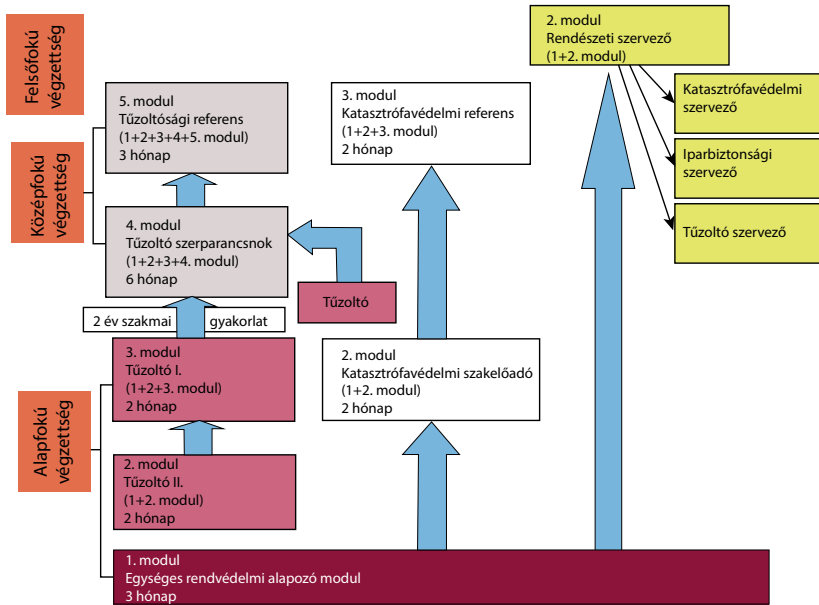 Felsőfokú
végzettség
Középfokú
végzettség
Alapfokú
végzettség
5. modul
Tűzoltósági referens
(1+2+3+4+5. modul)
3 hónap
4. modul
Tűzoltó szerparancsnok
(1+2+3+4. modul)
6 hónap
2 év szakmai gyakorlat
Tűzoltó
3. modul
Tűzoltó I.
(1+2+3. modul)
2 hónap
2. modul
Tűzoltó II.
(1+2. modul)
2 hónap
3. modul
Katasztrófavédelmi referens
(1+2+3. modul)
2 hónap
2. modul
Katasztrófavédelmi szakelőadó
(1+2. modul)
2 hónap
2. modul
Rendészeti szervező
(1+2. modul)
Katasztrófavédelmi
szervező
Iparbiztonsági
szervező
Tűzoltó szervező
1. modul
Egységes rendvédelmi alapozó modul
3 hónap